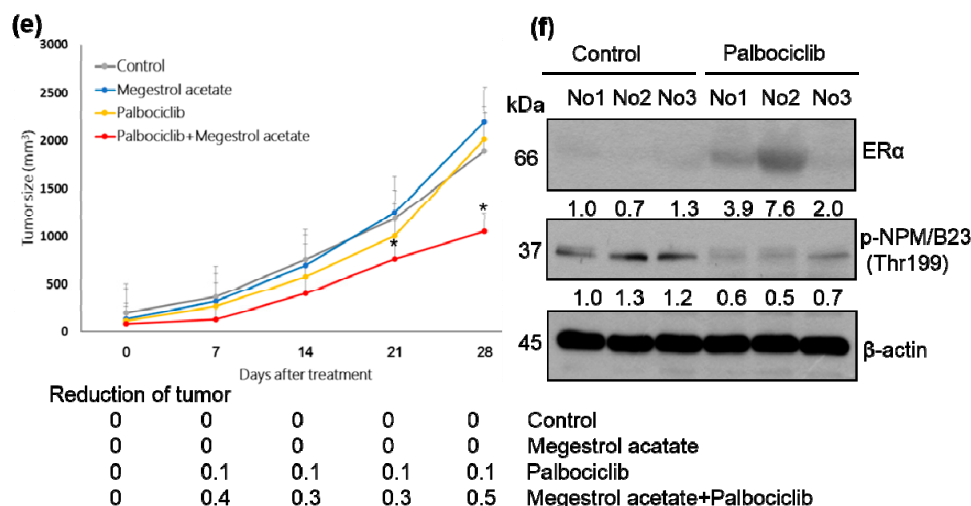 (e)
3000
2500
2000
1500
1000
500
0
Tumor size (mm³)
Control
Megestrol acetate
Palbociclib
Palbociclib+Megestrol acetate
*
*
0 7 14 21 28
Days after treatment
Reduction of tumor
0 0 0 0 0 Control
0 0 0 0 0 Megestrol acatate
0 0.1 0.1 0.1 0.1 Palbociclib
0 0.4 0.3 0.3 0.5 Megestrol acetate+Palbociclib
(f)
Control Palbociclib
kDa No1 No2 No3 No1 No2 No3
66 ERα
1.0 0.7 1.3 3.9 7.6 2.0
37 p-NPM/B23
(Thr199)
1.0 1.3 1.2 0.6 0.5 0.7
45 β-actin